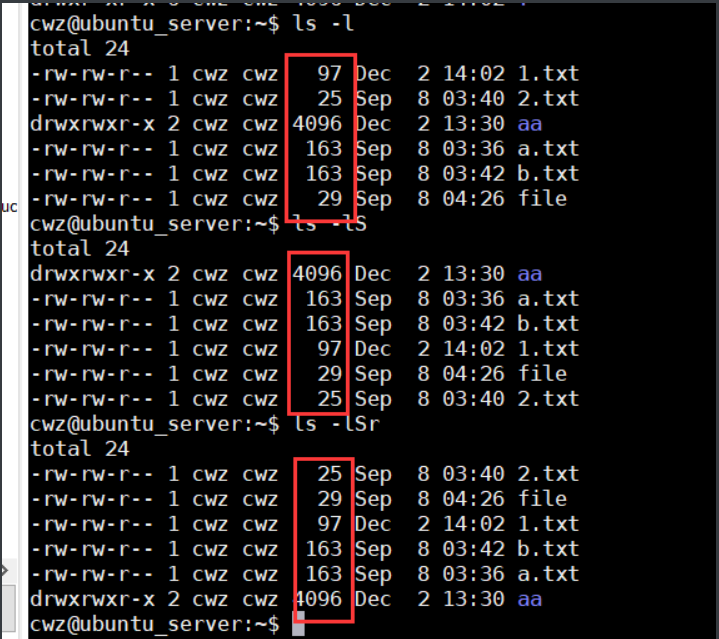 cwz@ubuntu_server:~$ ls -l
total 24
-rw-rw-r-- 1 cwz cwz   97 Dec  2 14:02 1.txt
-rw-rw-r-- 1 cwz cwz   25 Sep  8 03:40 2.txt
drwxrwxr-x 2 cwz cwz 4096 Dec  2 13:30 aa
-rw-rw-r-- 1 cwz cwz  163 Sep  8 03:36 a.txt
-rw-rw-r-- 1 cwz cwz  163 Sep  8 03:42 b.txt
-rw-rw-r-- 1 cwz cwz   29 Sep  8 04:26 file
uc
cwz@ubuntu_server:~$ ls -lS
total 24
drwxrwxr-x 2 cwz cwz 4096 Dec  2 13:30 aa
-rw-rw-r-- 1 cwz cwz  163 Sep  8 03:36 a.txt
-rw-rw-r-- 1 cwz cwz  163 Sep  8 03:42 b.txt
-rw-rw-r-- 1 cwz cwz   97 Dec  2 14:02 1.txt
-rw-rw-r-- 1 cwz cwz   29 Sep  8 04:26 file
-rw-rw-r-- 1 cwz cwz   25 Sep  8 03:40 2.txt
cwz@ubuntu_server:~$ ls -lSr
total 24
-rw-rw-r-- 1 cwz cwz   25 Sep  8 03:40 2.txt
-rw-rw-r-- 1 cwz cwz   29 Sep  8 04:26 file
-rw-rw-r-- 1 cwz cwz   97 Dec  2 14:02 1.txt
-rw-rw-r-- 1 cwz cwz  163 Sep  8 03:42 b.txt
-rw-rw-r-- 1 cwz cwz  163 Sep  8 03:36 a.txt
drwxrwxr-x 2 cwz cwz 4096 Dec  2 13:30 aa
cwz@ubuntu_server:~$